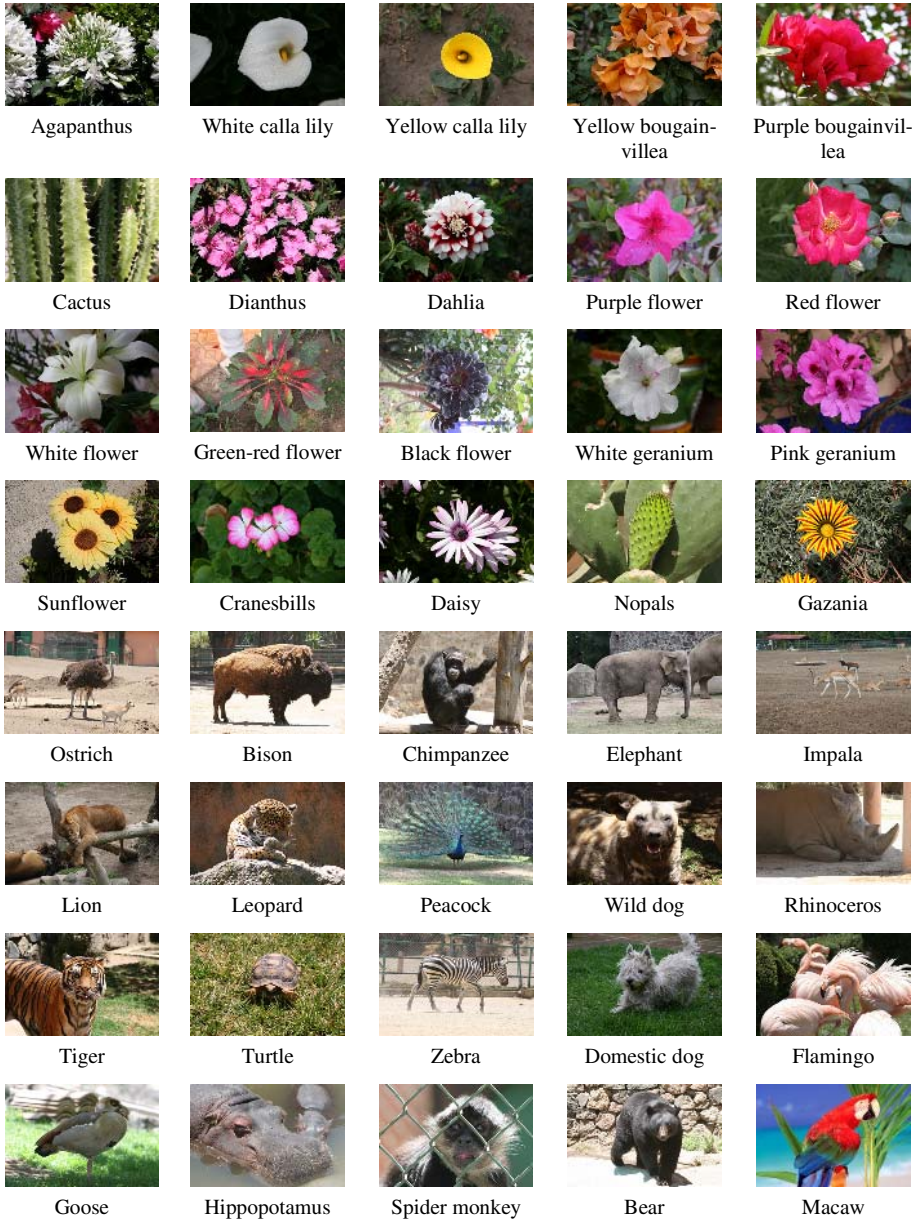 Agapanthus
White calla lily
Yellow calla lily
Yellow bougain-
villea
Purple bougainvil-
lea
Cactus
Dianthus
Dahlia
Purple flower
Red flower
White flower
Green-red flower
Black flower
White geranium
Pink geranium
Sunflower
Cranesbills
Daisy
Nopals
Gazania
Ostrich
Bison
Chimpanzee
Elephant
Impala
Lion
Leopard
Peacock
Wild dog
Rhinoceros
Tiger
Turtle
Zebra
Domestic dog
Flamingo
Goose
Hippopotamus
Spider monkey
Bear
Macaw